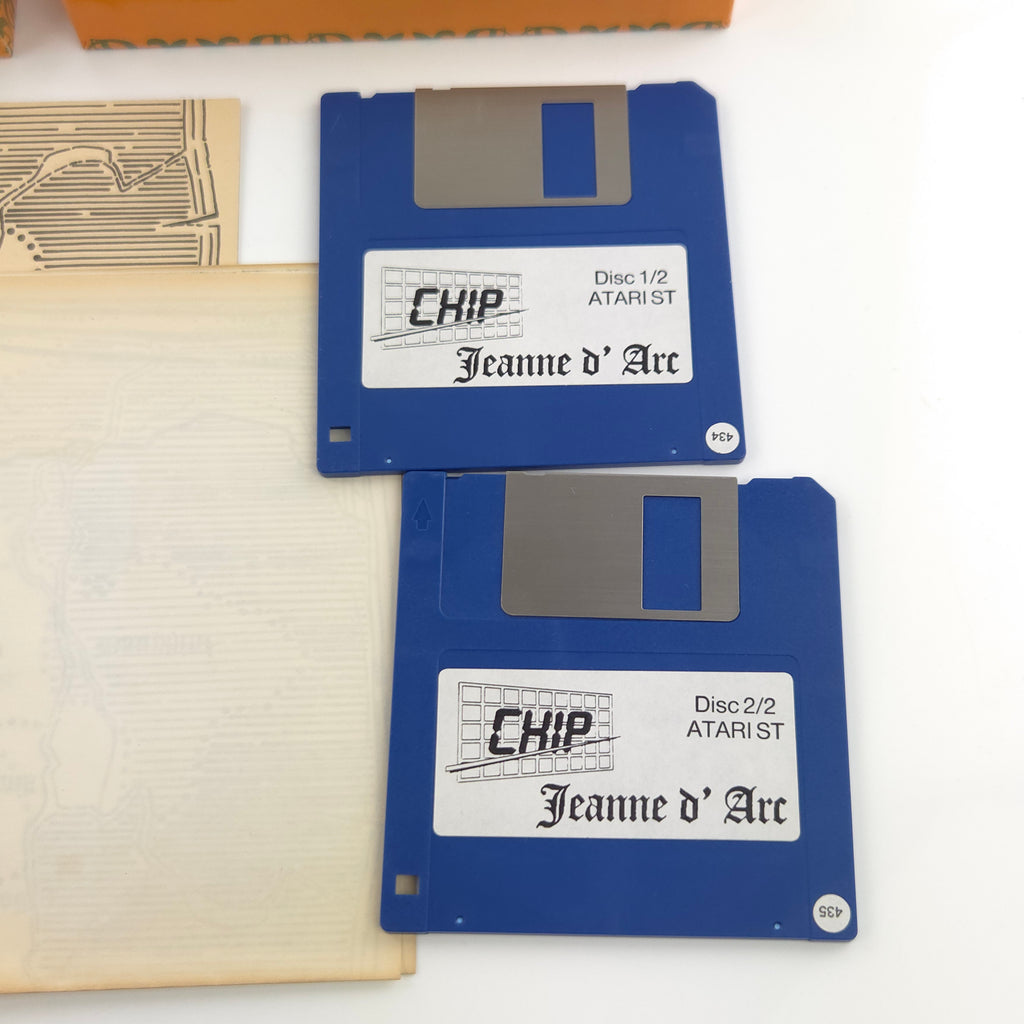 Disc 1/2
ATARI ST
CHIP
Jeanne d' Arc
434
Disc 2/2
ATARI ST
CHIP
Jeanne d' Arc
435